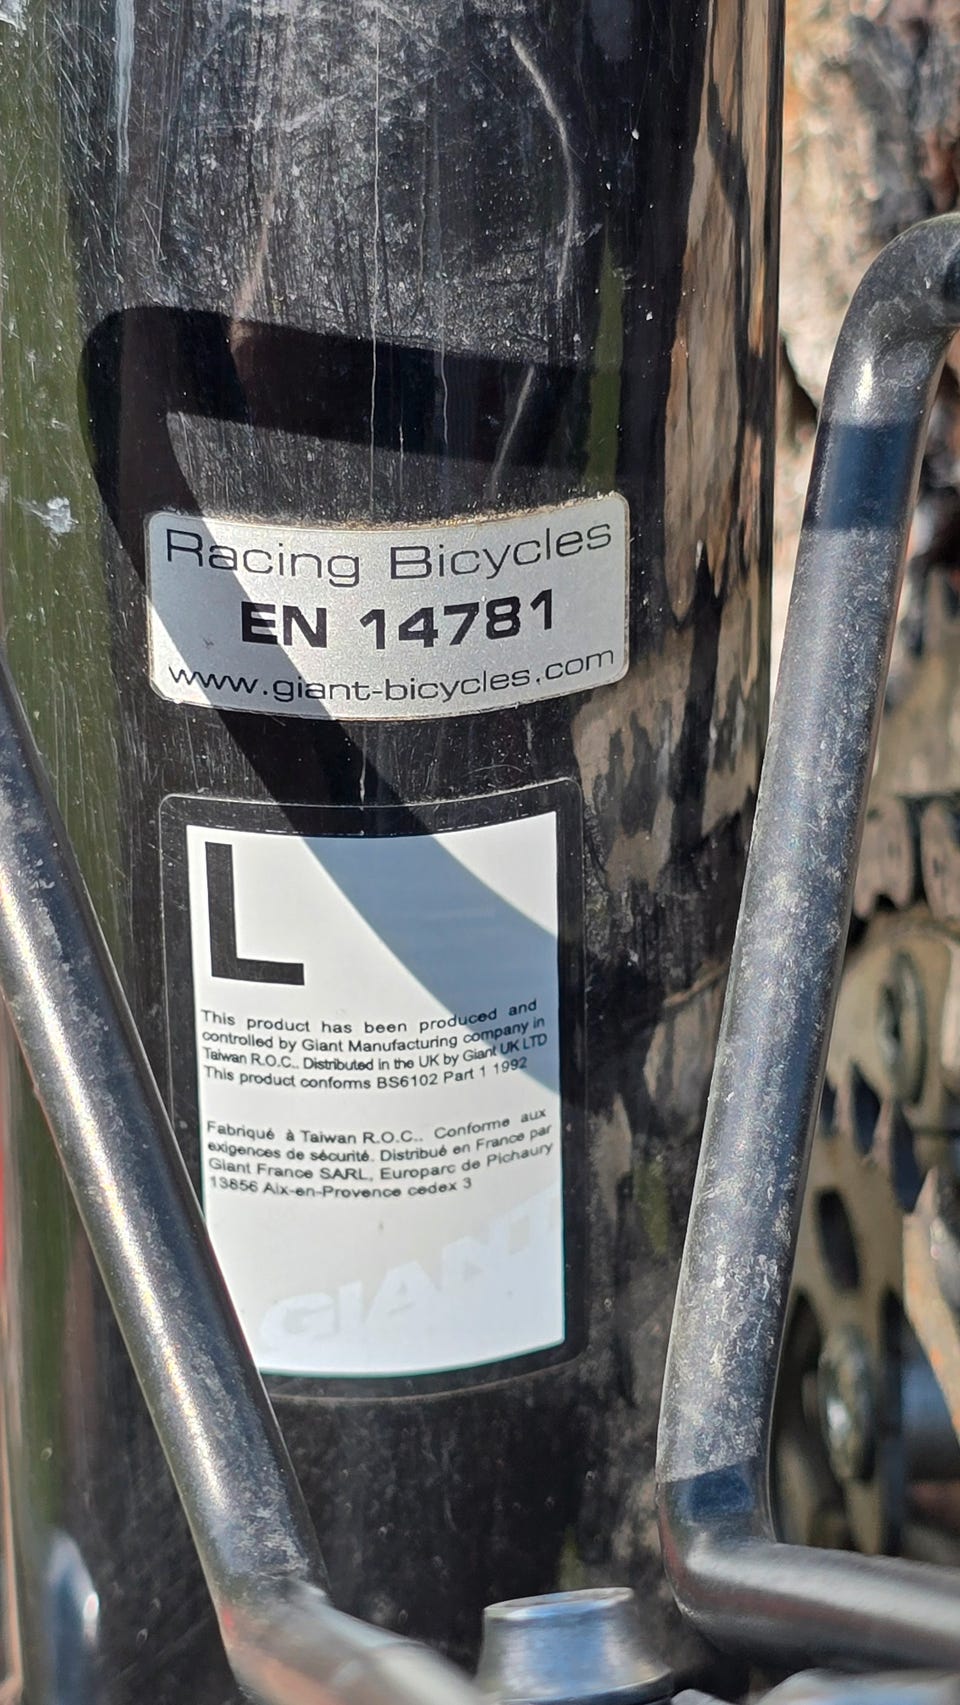 Racing Bicycles
EN 14781
www.giant-bicycles.com
L
This product has been produced and
controlled by Giant Manufacturing company in
Taiwan R.O.C.. Distributed in the UK by Giant UK LTD
This product conforms BS6102 Part 1 1992
Fabriqué à Taiwan R.O.C.. Conforme aux
exigences de sécurité. Distribué en France par
Giant France SARL, Europarc de Pichaury
13856 Aix-en-Provence cedex 3
GIANT